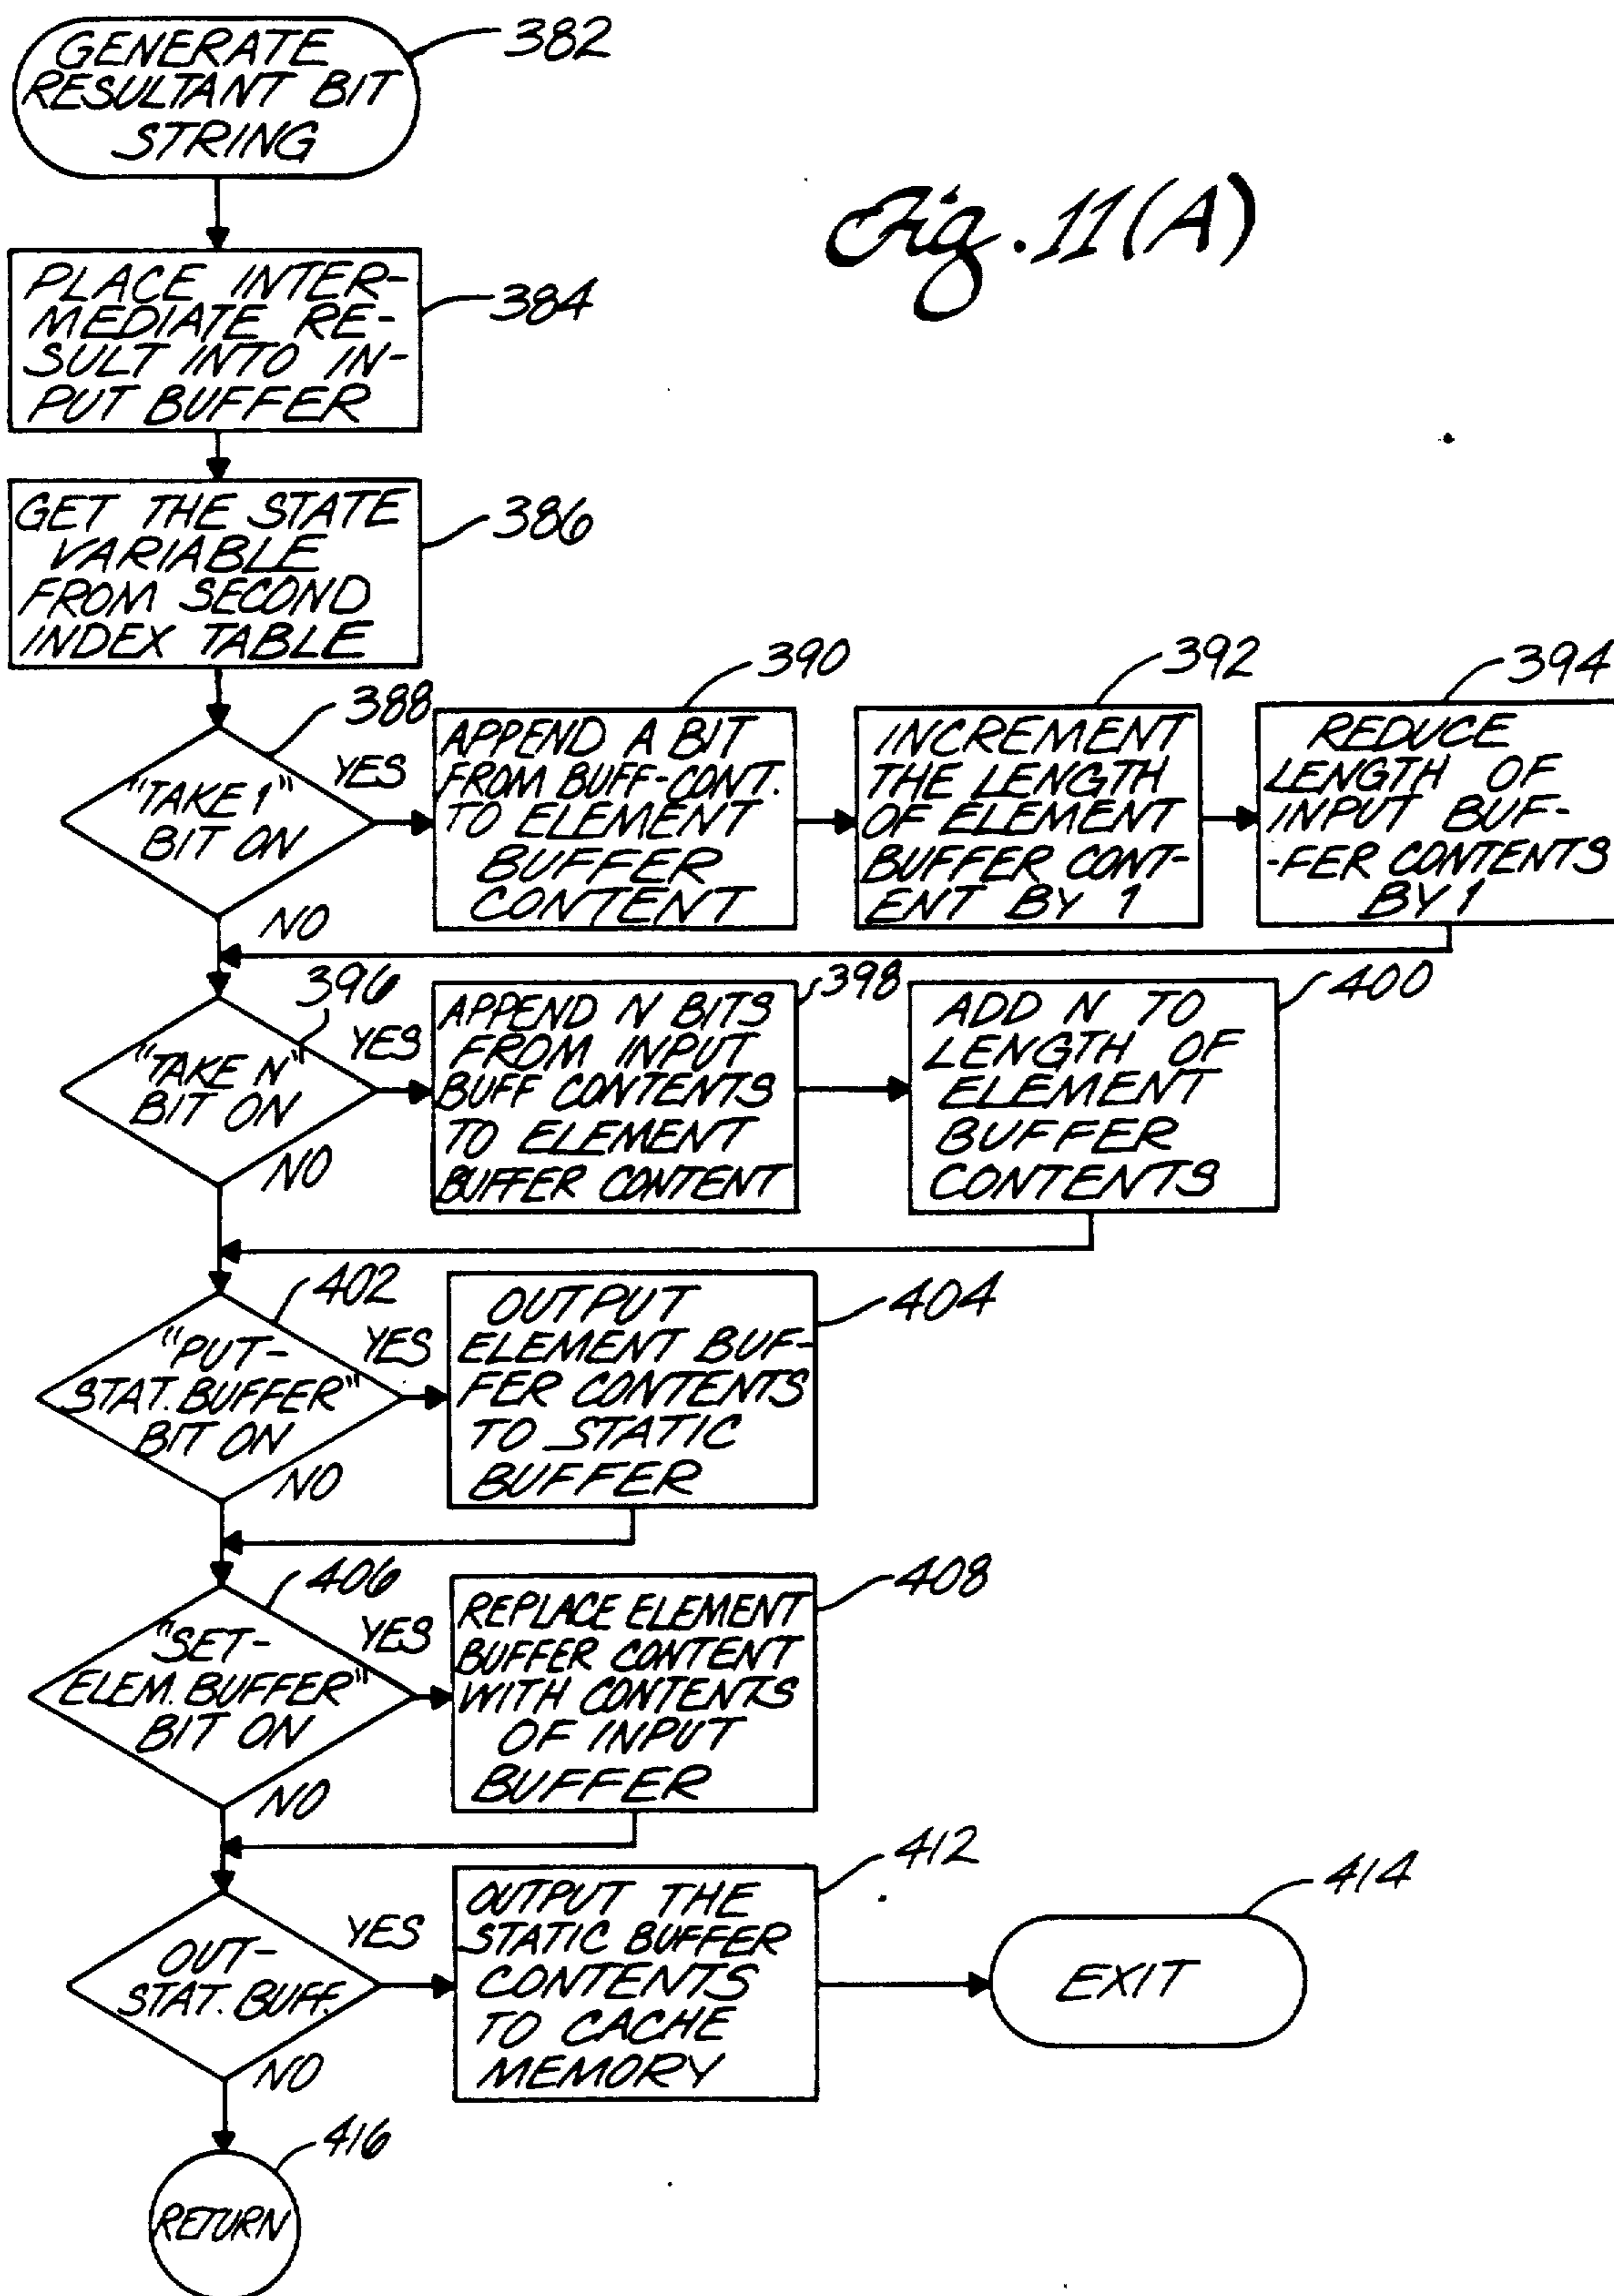 GENERATE
RESULTANT BIT
STRING
382
Fig. 11(A)
PLACE INTER-
MEDIATE RE-
SULT INTO IN-
PUT BUFFER
384
GET THE STATE
VARIABLE
FROM SECOND
INDEX TABLE
386
388
"TAKE 1"
BIT ON
YES
NO
390
APPEND A BIT
FROM BUFF-CONT.
TO ELEMENT
BUFFER
CONTENT
392
INCREMENT
THE LENGTH
OF ELEMENT
BUFFER CONT-
ENT BY 1
394
REDUCE
LENGTH OF
INPUT BUF-
-FER CONTENTS
BY 1
396
"TAKE N"
BIT ON
YES
NO
398
APPEND N BITS
FROM INPUT
BUFF CONTENTS
TO ELEMENT
BUFFER CONTENT
400
ADD N TO
LENGTH OF
ELEMENT
BUFFER
CONTENTS
402
"PUT-
STAT. BUFFER"
BIT ON
YES
NO
404
OUTPUT
ELEMENT BUF-
FER CONTENTS
TO STATIC
BUFFER
406
"SET-
ELEM. BUFFER"
BIT ON
YES
NO
408
REPLACE ELEMENT
BUFFER CONTENT
WITH CONTENTS
OF INPUT
BUFFER
OUT-
STAT. BUFF.
YES
NO
412
OUTPUT THE
STATIC BUFFER
CONTENTS
TO CACHE
MEMORY
414
EXIT
416
RETURN